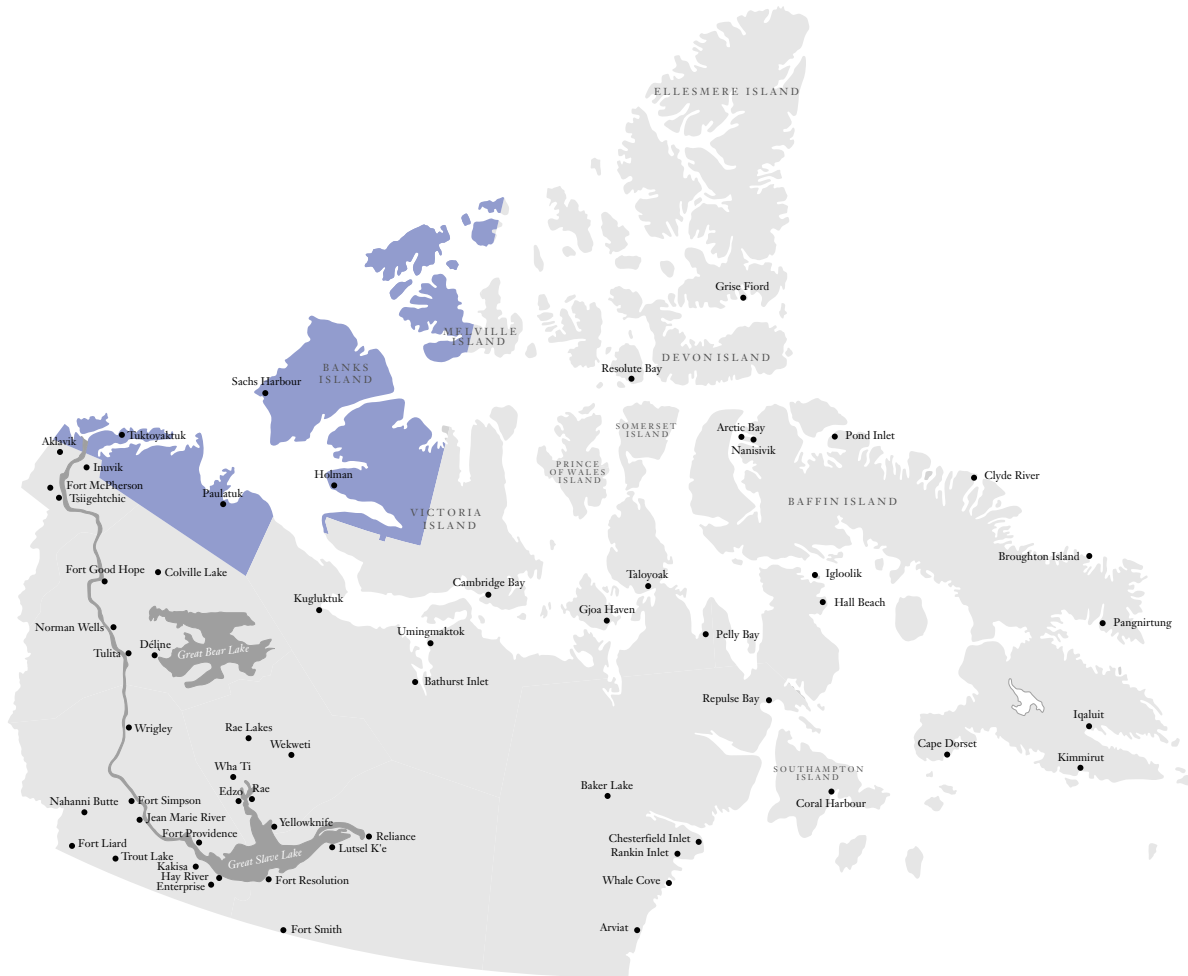 ELLESMERE ISLAND
Grise Fiord
MELVILLE
ISLAND
DEVON ISLAND
Resolute Bay
BANKS
ISLAND
Sachs Harbour
SOMERSET
ISLAND
Arctic Bay
Nanisivik
Pond Inlet
Aklavik
Tuktoyaktuk
Inuvik
Fort McPherson
Tsiigehtchic
Paulatuk
Holman
VICTORIA
ISLAND
PRINCE
OF WALES
ISLAND
BAFFIN ISLAND
Clyde River
Broughton Island
Fort Good Hope
Colville Lake
Kugluktuk
Cambridge Bay
Taloyoak
Gjoa Haven
Igloolik
Hall Beach
Pangnirtung
Norman Wells
Tulita
Déline
Great Bear Lake
Umingmaktok
Pelly Bay
Bathurst Inlet
Repulse Bay
Wrigley
Rae Lakes
Wekweti
Iqaluit
Cape Dorset
Kimmirut
Wha Ti
Edzo
Rae
Baker Lake
SOUTHAMPTON
ISLAND
Coral Harbour
Nahanni Butte
Fort Simpson
Jean Marie River
Fort Providence
Yellowknife
Reliance
Lutsel K'e
Great Slave Lake
Fort Liard
Trout Lake
Kakisa
Hay River
Enterprise
Fort Resolution
Chesterfield Inlet
Rankin Inlet
Whale Cove
Fort Smith
Arviat